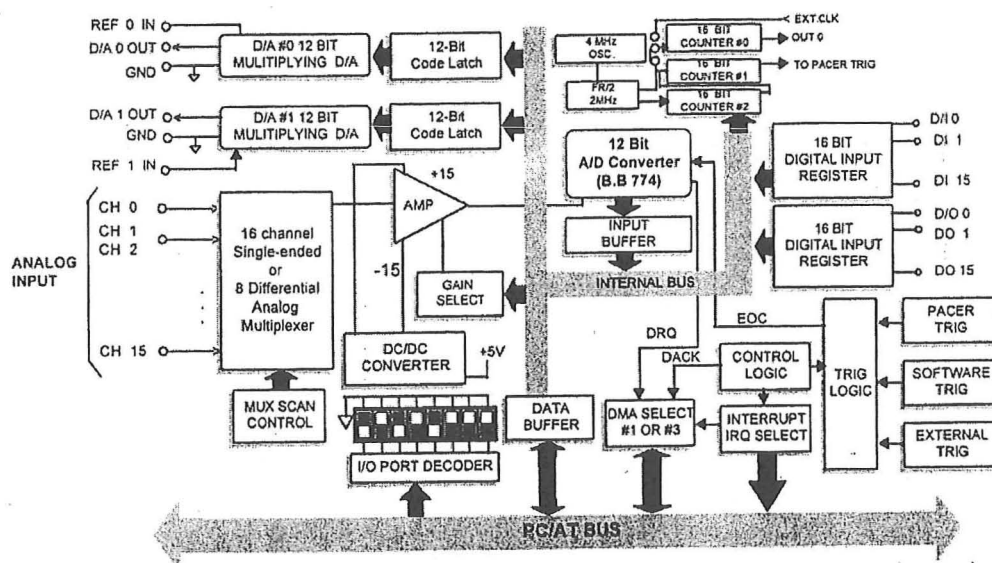 REF 0 IN
D/A 0 OUT
GND
D/A #0 12 BIT
MULITIPLYING D/A
12-Bit
Code Latch
D/A 1 OUT
GND
REF 1 IN
D/A #1 12 BIT
MULITIPLYING D/A
12-Bit
Code Latch
4 MHz
OSC.
FR/2
2MHz
16 BIT
COUNTER #0
16 BIT
COUNTER #1
16 BIT
COUNTER #2
EXT.CLK
OUT 0
TO PACER TRIG
12 Bit
A/D Converter
(B.B 774)
INPUT
BUFFER
INTERNAL BUS
16 BIT
DIGITAL INPUT
REGISTER
D/I 0
DI 1
DI 15
16 BIT
DIGITAL INPUT
REGISTER
D/O 0
DO 1
DO 15
ANALOG
INPUT
CH 0
CH 1
CH 2
CH 15
16 channel
Single-ended
or
8 Differential
Analog
Multiplexer
MUX SCAN
CONTROL
+15
AMP
-15
GAIN
SELECT
DC/DC
CONVERTER
+5V
I/O PORT DECODER
DATA
BUFFER
DRQ
DACK
EOC
DMA SELECT
#1 OR #3
CONTROL
LOGIC
INTERRUPT
IRQ SELECT
TRIG
LOGIC
PACER
TRIG
SOFTWARE
TRIG
EXTERNAL
TRIG
PC/AT BUS